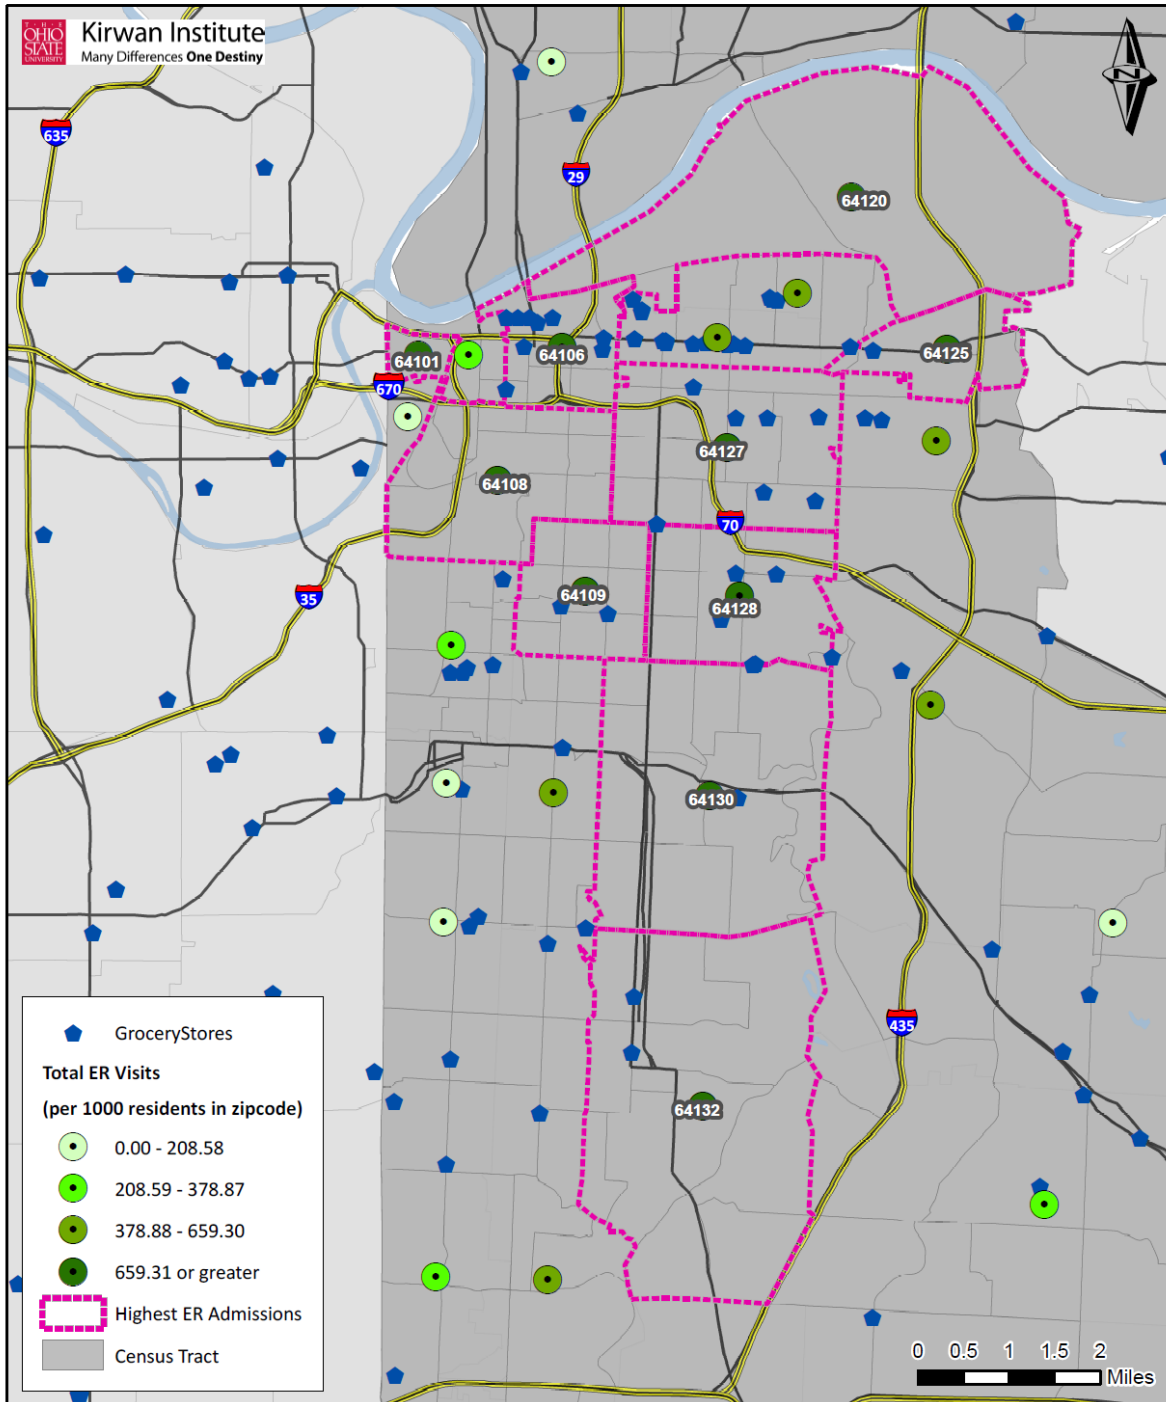 THE
OHIO
STATE
UNIVERSITY
Kirwan Institute
Many Differences One Destiny
N
635
29
64120
64101
64106
64125
670
64127
64108
70
35
64109
64128
64130
435
64132
GroceryStores
Total ER Visits
(per 1000 residents in zipcode)
0.00 - 208.58
208.59 - 378.87
378.88 - 659.30
659.31 or greater
Highest ER Admissions
Census Tract
0 0.5 1 1.5 2
Miles